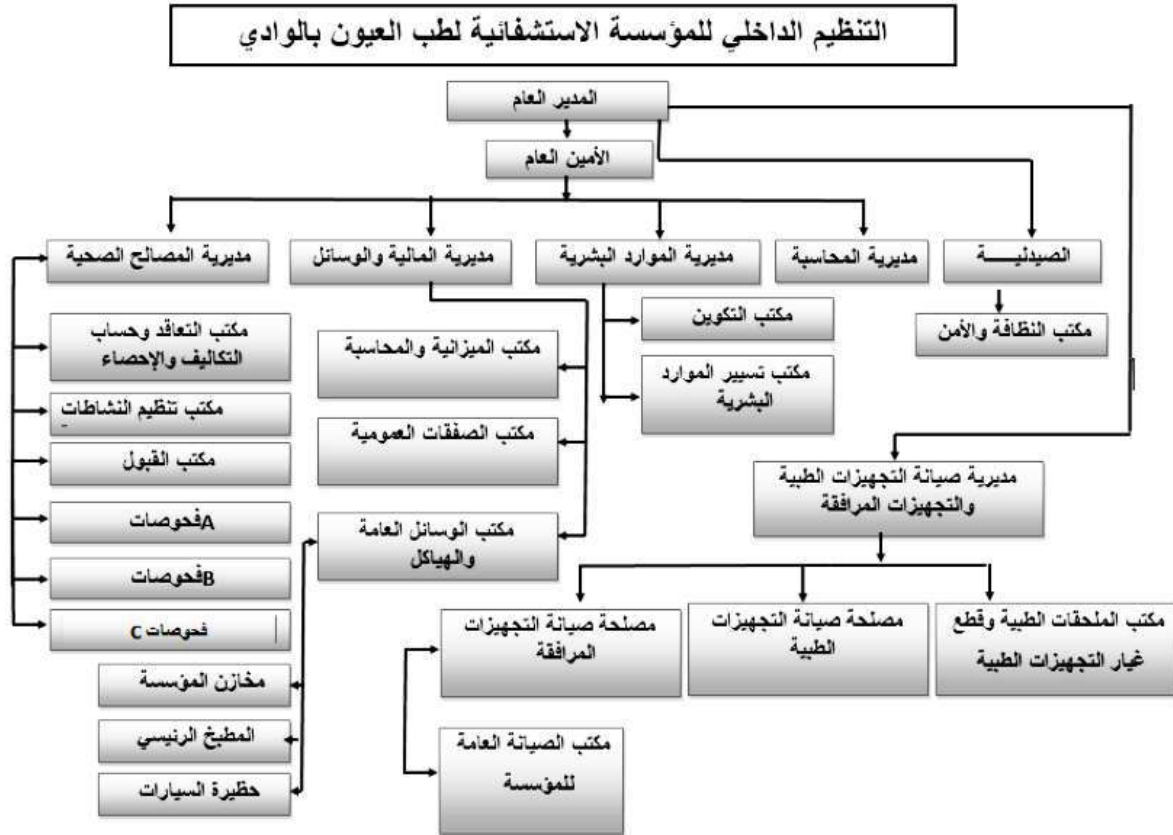 التنظيم الداخلي للمؤسسة الاستشفائية لطب العيون بالوادي
المدير العام
الأمين العام
الصيدليـــــة
مديرية المحاسبة
مديرية الموارد البشرية
مديرية المالية والوسائل
مديرية المصالح الصحية
مكتب النظافة والأمن
مكتب التكوين
مكتب تسيير الموارد
البشرية
مكتب الميزانية والمحاسبة
مكتب الصفقات العمومية
مكتب الوسائل العامة
والهياكل
مكتب التعاقد وحساب
التكاليف والإحصاء
مكتب تنظيم النشاطات
مكتب القبول
Aفحوصات
Bفحوصات
فحوصات C
مخازن المؤسسة
المطبخ الرئيسي
حظيرة السيارات
مديرية صيانة التجهيزات الطبية
والتجهيزات المرافقة
مكتب الملحقات الطبية وقطع
غيار التجهيزات الطبية
مصلحة صيانة التجهيزات
الطبية
مصلحة صيانة التجهيزات
المرافقة
مكتب الصيانة العامة
للمؤسسة